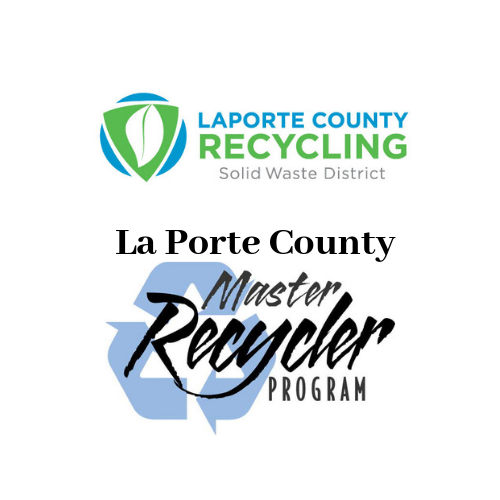 LAPORTE COUNTY
RECYCLING
Solid Waste District
La Porte County
Master
Recycler
PROGRAM